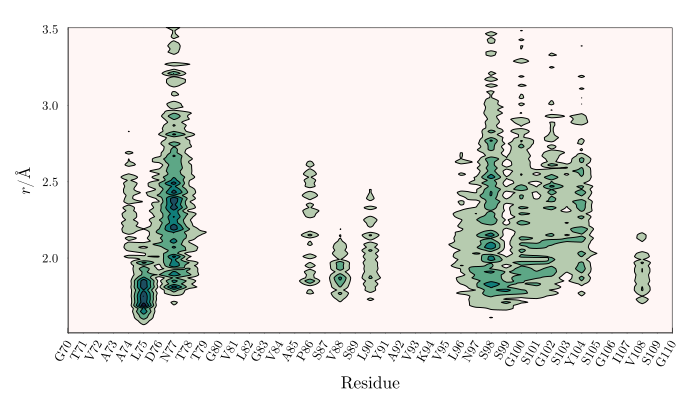 3.5
3.0
2.5
2.0
r/Å
G70 T71 V72 A73 A74 L75 D76 N77 T78 T79 G80 V81 L82 G83 V84 A85 P86 S87 V88 S89 L90 Y91 A92 V93 K94 V95 L96 N97 S98 S99 G100 S101 G102 S103 Y104 S105 G106 I107 V108 S109 G110
Residue